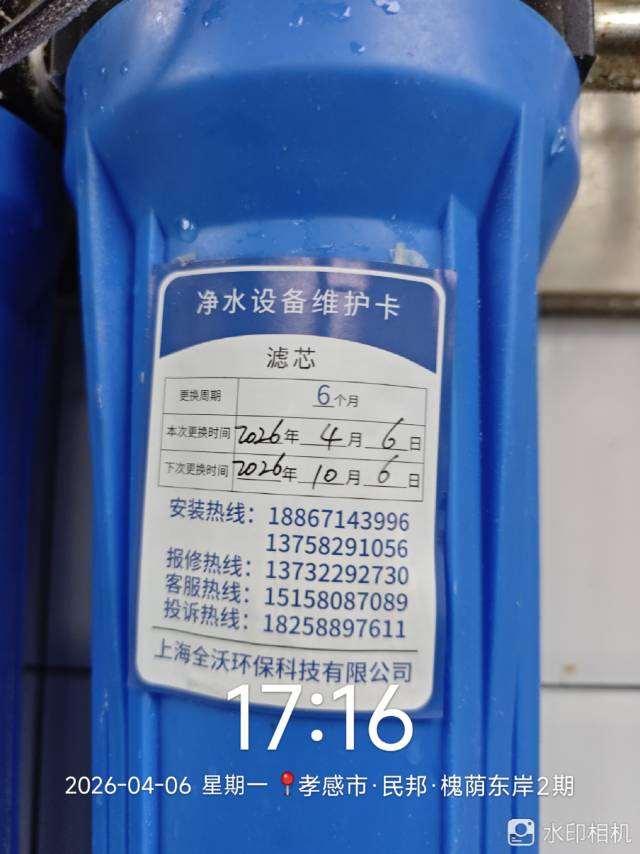 净水设备维护卡
滤芯
更换周期 6个月
本次更换时间 2026年 4月 6日
下次更换时间 2026年 10月 6日
安装热线：18867143996
13758291056
报修热线：13732292730
客服热线：15158087089
投诉热线：18258897611
上海全沃环保科技有限公司
17:16
2026-04-06 星期一 孝感市·民邦·槐荫东岸2期
水印相机